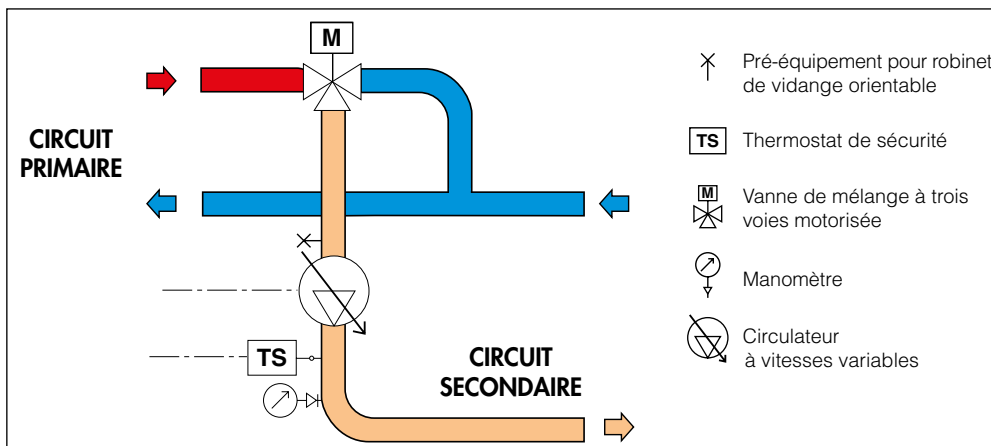 M
CIRCUIT
PRIMAIRE
TS
CIRCUIT
SECONDAIRE
Pré-équipement pour robinet
de vidange orientable
TS
Thermostat de sécurité
M
Vanne de mélange à trois
voies motorisée
Manomètre
Circulateur
à vitesses variables